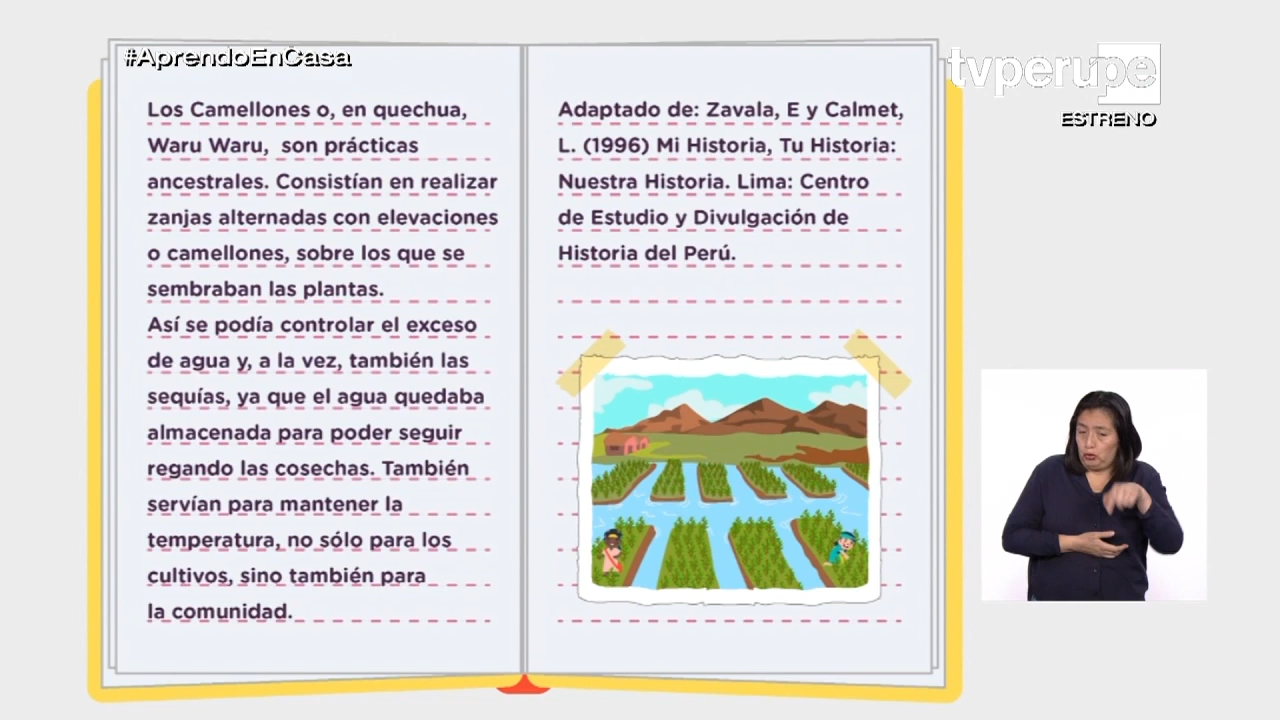 #AprendoEnCasa
tvperupe
ESTRENO
Los Camellones o, en quechua,
Waru Waru,  son prácticas
ancestrales. Consistían en realizar
zanjas alternadas con elevaciones
o camellones, sobre los que se
sembraban las plantas.
Así se podía controlar el exceso
de agua y, a la vez, también las
sequías, ya que el agua quedaba
almacenada para poder seguir
regando las cosechas. También
servían para mantener la
temperatura, no sólo para los
cultivos, sino también para
la comunidad.
Adaptado de: Zavala, E y Calmet,
L. (1996) Mi Historia, Tu Historia:
Nuestra Historia. Lima: Centro
de Estudio y Divulgación de
Historia del Perú.